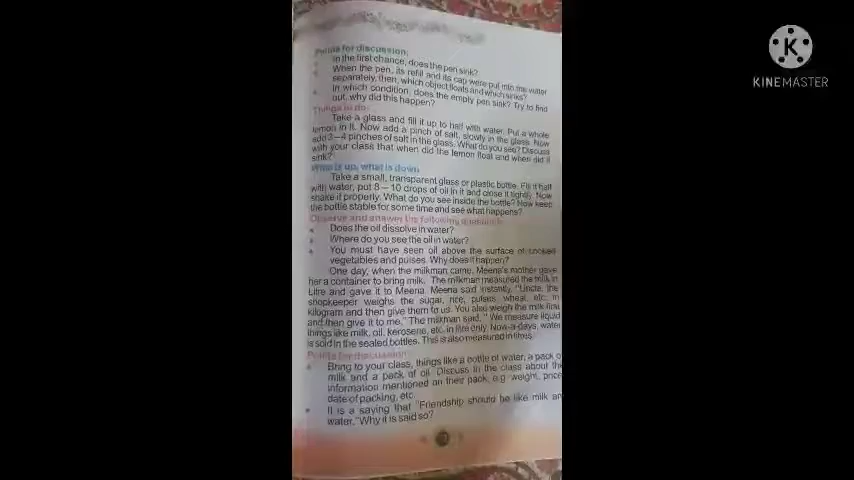 KINEMASTER
Points for discussion:
In the first chance, does the pen sink?
When the pen, its refill and its cap were put into the water
separately, then, which object floats and which sinks?
In which condition, does the empty pen sink? Try to find
out, why did this happen?
Things to do:
Take a glass and fill it up to half with water. Put a whole
lemon in it. Now add a pinch of salt, slowly in the glass. Now
add 3–4 pinches of salt in the glass. What do you see? Discuss
with your class that when did the lemon float and when did it
sink?
What is up, what is down
Take a small, transparent glass or plastic bottle. Fill it half
with water, put 8–10 drops of oil in it and close it tightly. Now
shake it properly. What do you see inside the bottle? Now keep
the bottle stable for some time and see what happens?
Observe and answer the following questions
Does the oil dissolve in water?
Where do you see the oil in water?
You must have seen oil above the surface of cooked
vegetables and pulses. Why does it happen?
One day, when the milkman came, Meena's mother gave
her a container to bring milk. The milkman measured the milk in
Litre and gave it to Meena. Meena said instantly, "Uncle, the
shopkeeper weighs the sugar, rice, pulses, wheat, etc. in
kilogram and then give them to us. You also weigh the milk first
and then give it to me." The milkman said, "We measure liquid
things like milk, oil, kerosene, etc. in litre only. Now-a-days, water
is sold in the sealed bottles. This is also measured in litres.
Points for discussion
Bring to your class, things like a bottle of water, a pack of
milk and a pack of oil. Discuss in the class about the
information mentioned on their pack, e.g. weight, price
date of packing, etc.
It is a saying that "Friendship should be like milk an
water." Why it is said so?